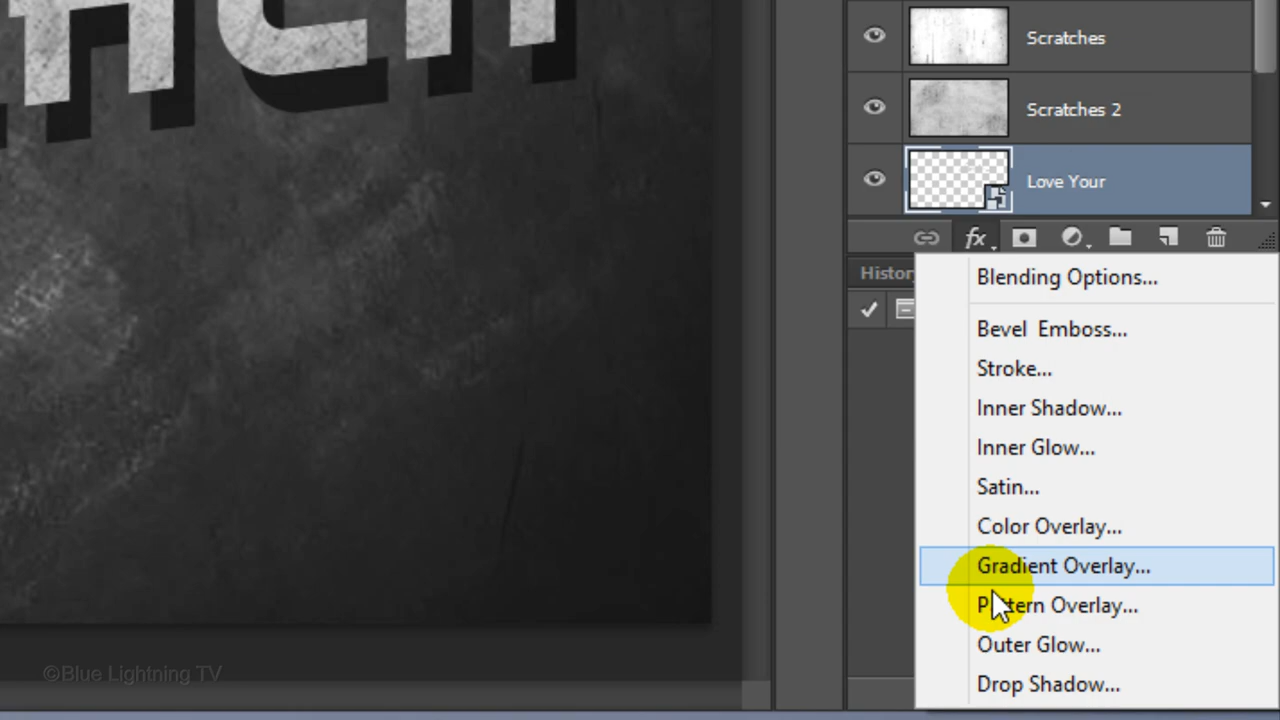 Scratches
Scratches 2
Love Your
fx
Histor
Blending Options...
Bevel Emboss...
Stroke...
Inner Shadow...
Inner Glow...
Satin...
Color Overlay...
Gradient Overlay...
Pattern Overlay...
Outer Glow...
Drop Shadow...
©Blue Lightning TV